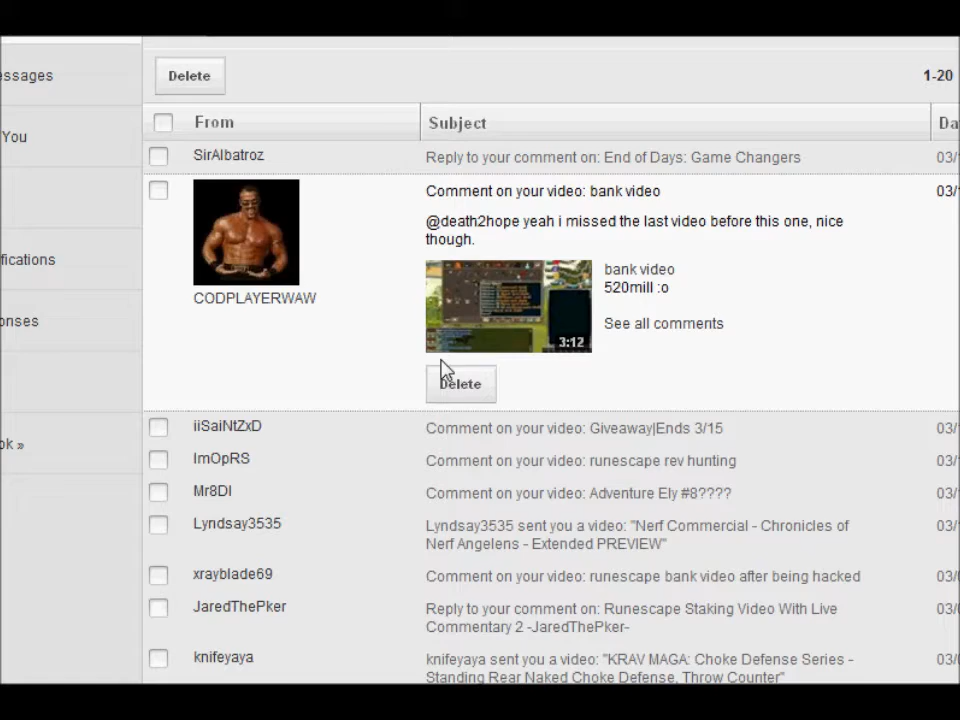 essages
You
fications
onses
ok »
Delete
1-20
From
Subject
Da
SirAlbatroz
Reply to your comment on: End of Days: Game Changers
03/
Comment on your video: bank video
03/
@death2hope yeah i missed the last video before this one, nice
though.
CODPLAYERWAW
bank video
520mill :o
See all comments
3:12
Delete
iiSaiNtZxD
Comment on your video: Giveaway|Ends 3/15
03/
ImOpRS
Comment on your video: runescape rev hunting
03/
Mr8DI
Comment on your video: Adventure Ely #8????
03/
Lyndsay3535
Lyndsay3535 sent you a video: "Nerf Commercial - Chronicles of
Nerf Angelens - Extended PREVIEW"
03/
xrayblade69
Comment on your video: runescape bank video after being hacked
03/0
JaredThePker
Reply to your comment on: Runescape Staking Video With Live
Commentary 2 -JaredThePker-
03/0
knifeyaya
knifeyaya sent you a video: "KRAV MAGA: Choke Defense Series -
Standing Rear Naked Choke Defense, Throw Counter"
03/0